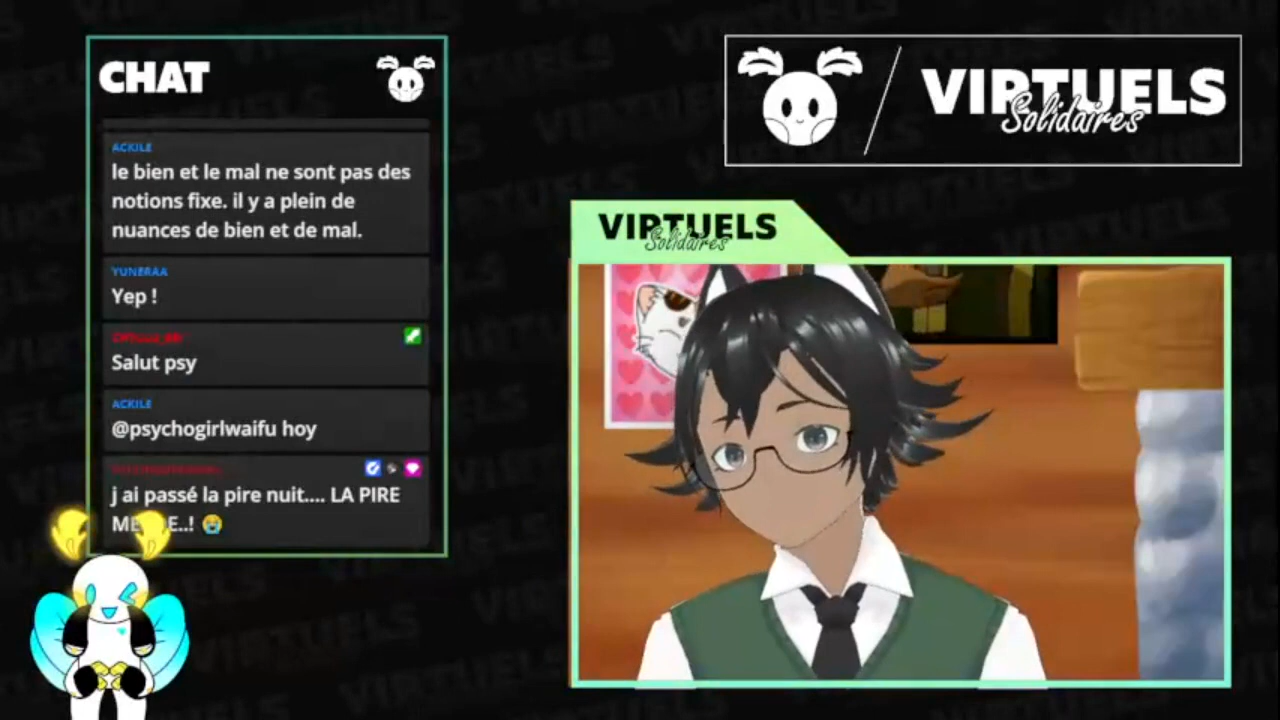 CHAT
ACKILE
le bien et le mal ne sont pas des
notions fixe. il y a plein de
nuances de bien et de mal.
YUNERAA
Yep !
Salut psy
ACKILE
@psychogirlwaifu hoy
j ai passé la pire nuit.... LA PIRE
VIRTUELS
Solidaires
VIRTUELS
Solidaires